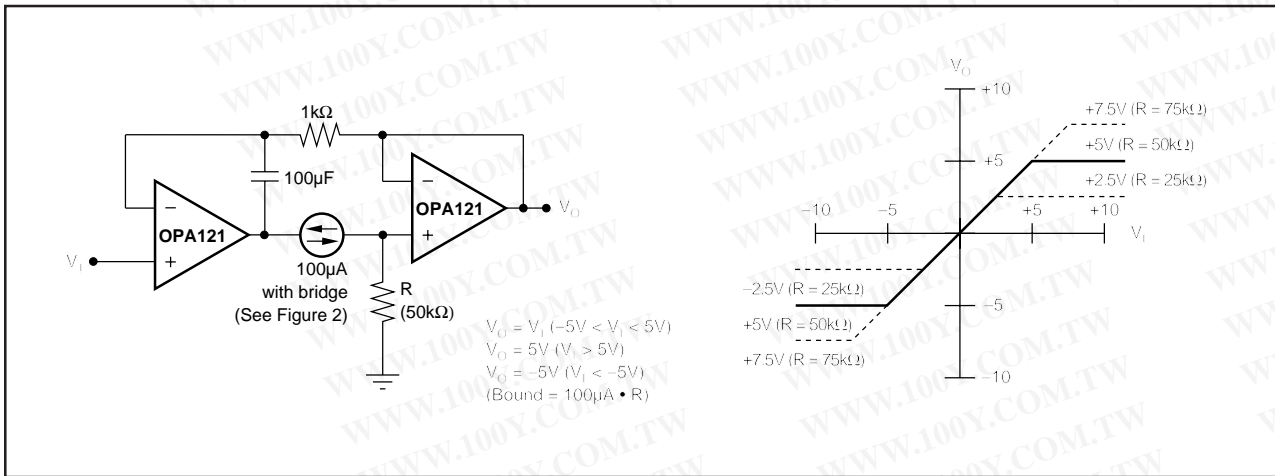 1kΩ
100µF
−
OPA121
+
V_I
100µA
with bridge
(See Figure 2)
R
(50kΩ)
−
OPA121
+
V_O
V_O = V_I (−5V < V_I < 5V)
V_O = 5V (V_I > 5V)
V_O = −5V (V_I < −5V)
(Bound = 100µA • R)
V_O
+10
+7.5V (R = 75kΩ)
+5
+5V (R = 50kΩ)
+2.5V (R = 25kΩ)
−10
−5
+5
+10
V_I
−2.5V (R = 25kΩ)
−5
+5V (R = 50kΩ)
+7.5V (R = 75kΩ)
−10
WWW.100Y.COM.TW